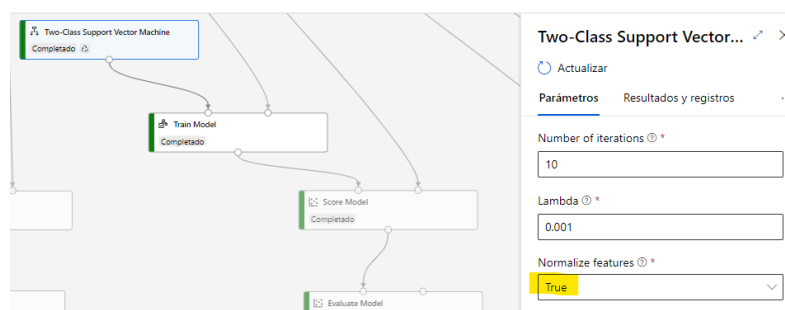 Two-Class Support Vector Machine
Completado
Train Model
Completado
Score Model
Completado
Evaluate Model
Two-Class Support Vector...
Actualizar
Parámetros Resultados y registros
Number of iterations *
10
Lambda *
0.001
Normalize features *
True